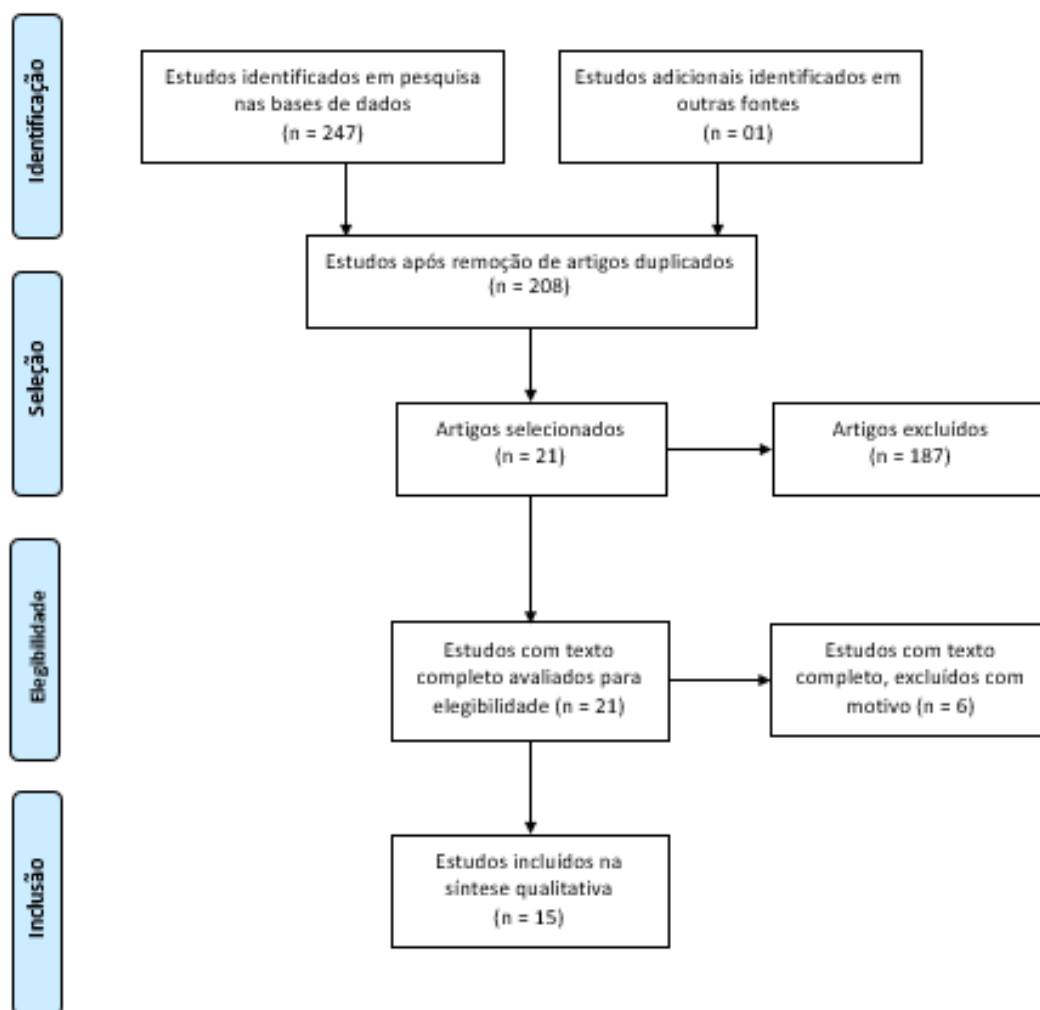 Identificação
Estudos identificados em pesquisa
nas bases de dados
(n = 247)
Estudos adicionais identificados em
outras fontes
(n = 01)
Estudos após remoção de artigos duplicados
(n = 208)
Seleção
Artigos selecionados
(n = 21)
Artigos excluídos
(n = 187)
Elegibilidade
Estudos com texto
completo avaliados para
elegibilidade (n = 21)
Estudos com texto
completo, excluídos com
motivo (n = 6)
Inclusão
Estudos incluídos na
síntese qualitativa
(n = 15)